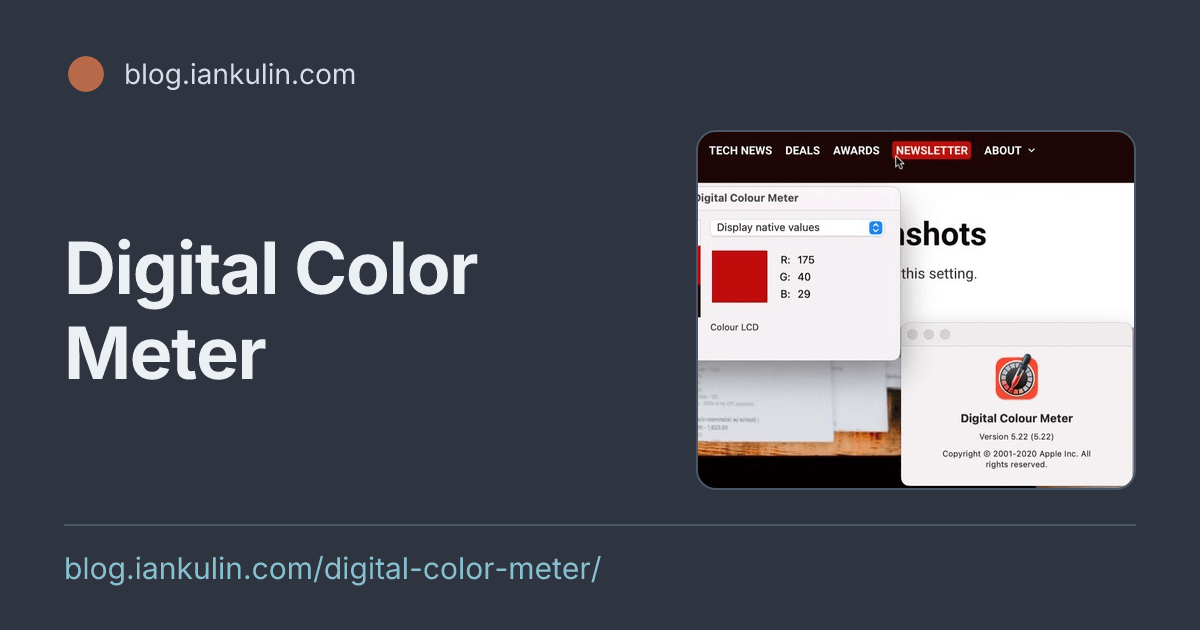 blog.iankulin.com
Digital Color
Meter
TECH NEWS DEALS AWARDS NEWSLETTER ABOUT
Digital Colour Meter
Display native values
R: 175
G: 40
B: 29
Colour LCD
this setting.
Digital Colour Meter
Version 5.22 (5.22)
Copyright © 2001-2020 Apple Inc. All
rights reserved.
blog.iankulin.com/digital-color-meter/